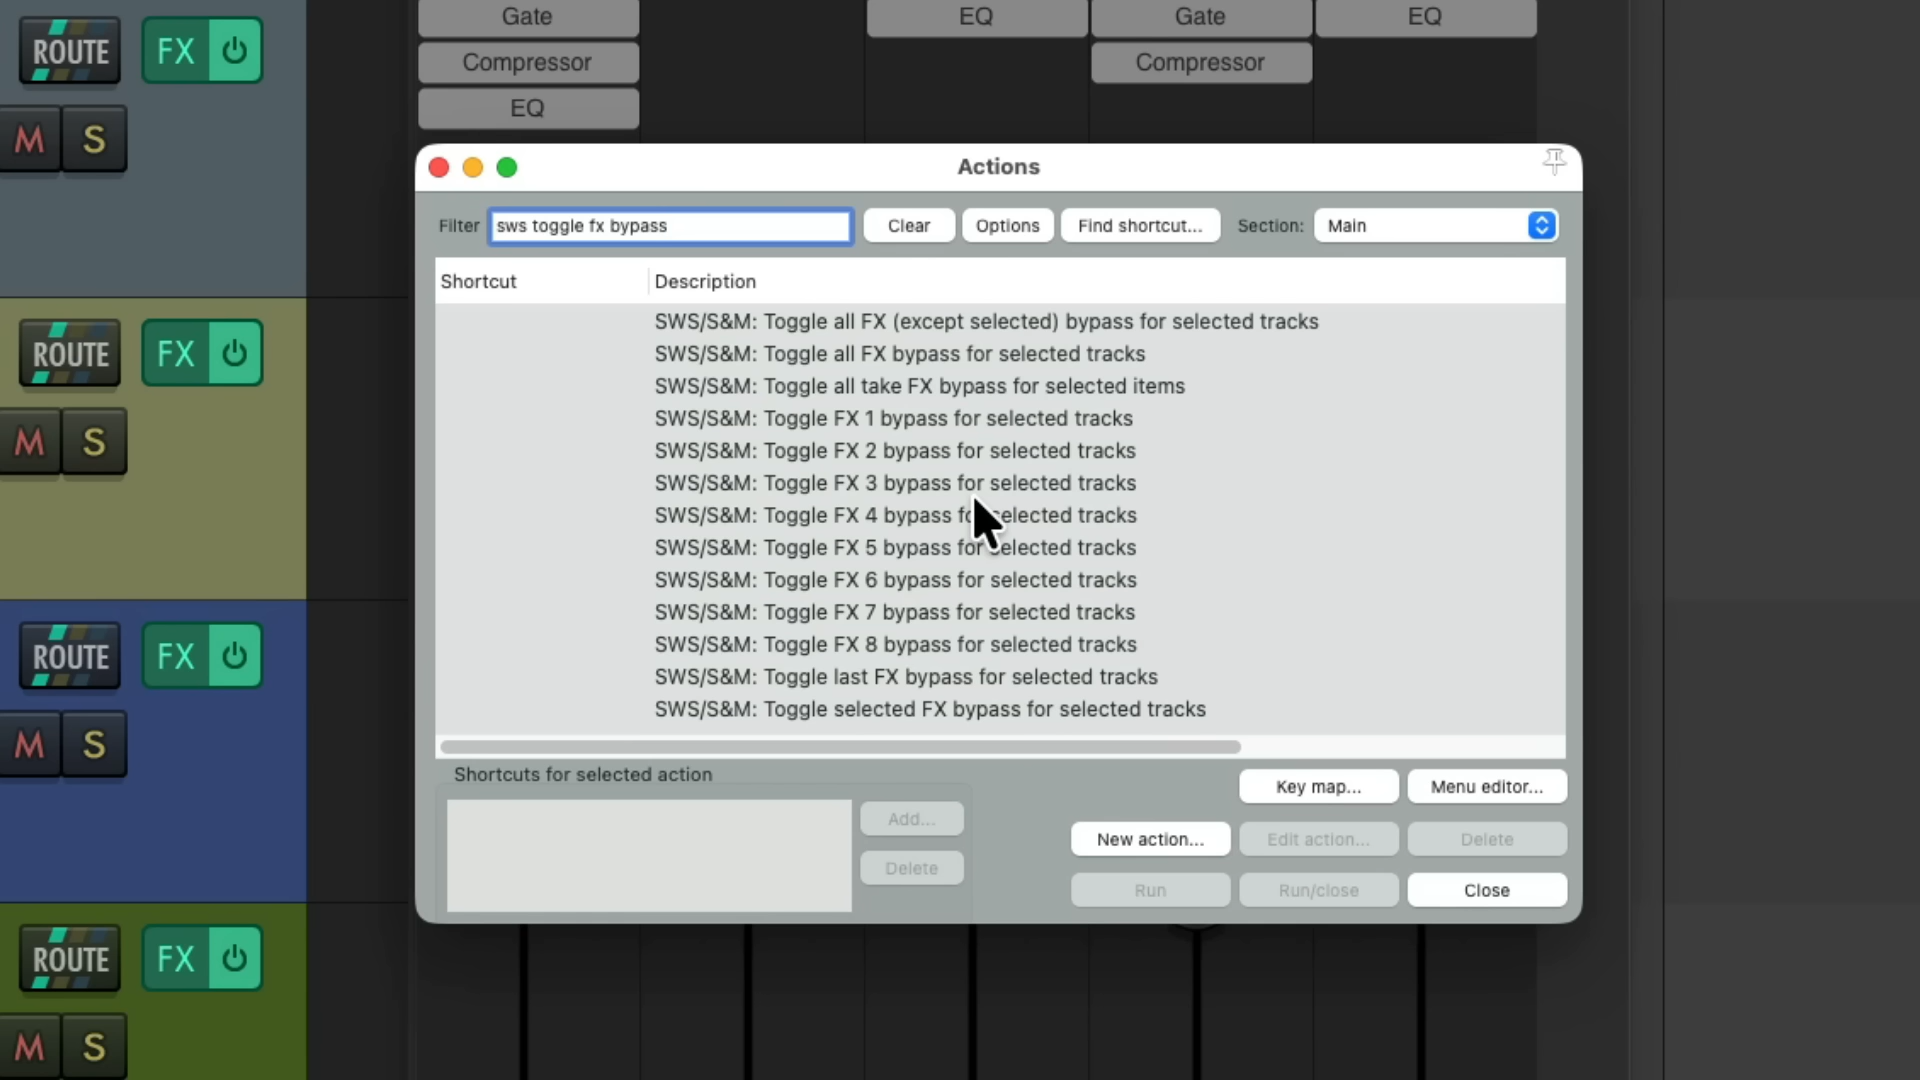 ROUTE FX
M S
ROUTE FX
M S
ROUTE FX
M S
ROUTE FX
M S
Gate EQ Gate EQ
Compressor Compressor
EQ
Actions
Filter sws toggle fx bypass Clear Options Find shortcut... Section: Main
Shortcut Description
SWS/S&M: Toggle all FX (except selected) bypass for selected tracks
SWS/S&M: Toggle all FX bypass for selected tracks
SWS/S&M: Toggle all take FX bypass for selected items
SWS/S&M: Toggle FX 1 bypass for selected tracks
SWS/S&M: Toggle FX 2 bypass for selected tracks
SWS/S&M: Toggle FX 3 bypass for selected tracks
SWS/S&M: Toggle FX 4 bypass for selected tracks
SWS/S&M: Toggle FX 5 bypass for selected tracks
SWS/S&M: Toggle FX 6 bypass for selected tracks
SWS/S&M: Toggle FX 7 bypass for selected tracks
SWS/S&M: Toggle FX 8 bypass for selected tracks
SWS/S&M: Toggle last FX bypass for selected tracks
SWS/S&M: Toggle selected FX bypass for selected tracks
Shortcuts for selected action
Add...
Delete
Key map... Menu editor...
New action... Edit action... Delete
Run Run/close Close